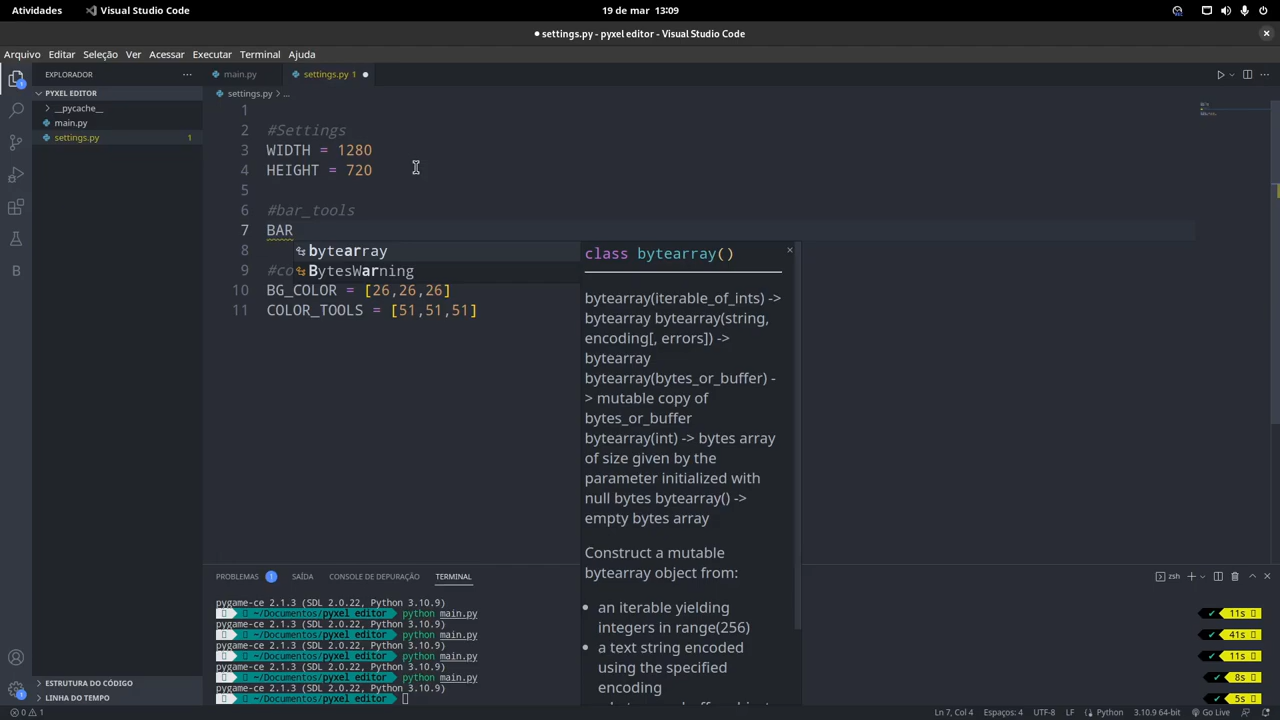 Atividades
Visual Studio Code
19 de mar 13:09
● settings.py - pyxel editor - Visual Studio Code
Arquivo Editar Seleção Ver Acessar Executar Terminal Ajuda
EXPLORADOR
PYXEL EDITOR
__pycache__
main.py
settings.py 1
main.py
settings.py 1
settings.py > ...
1
2 #Settings
3 WIDTH = 1280
4 HEIGHT = 720
5
6 #bar_tools
7 BAR
8
9 #co
10 BG_COLOR = [26,26,26]
11 COLOR_TOOLS = [51,51,51]
bytearray
BytesWarning
class bytearray()
bytearray(iterable_of_ints) ->
bytearray bytearray(string,
encoding[, errors]) ->
bytearray
bytearray(bytes_or_buffer) -
> mutable copy of
bytes_or_buffer
bytearray(int) -> bytes array
of size given by the
parameter initialized with
null bytes bytearray() ->
empty bytes array
Construct a mutable
bytearray object from:
• an iterable yielding
integers in range(256)
• a text string encoded
using the specified
encoding
PROBLEMAS 1 SAÍDA CONSOLE DE DEPURAÇÃO TERMINAL
zsh
pygame-ce 2.1.3 (SDL 2.0.22, Python 3.10.9)
~/Documentos/pyxel editor python main.py ✔ 11s
pygame-ce 2.1.3 (SDL 2.0.22, Python 3.10.9)
~/Documentos/pyxel editor python main.py ✔ 41s
pygame-ce 2.1.3 (SDL 2.0.22, Python 3.10.9)
~/Documentos/pyxel editor python main.py ✔ 11s
pygame-ce 2.1.3 (SDL 2.0.22, Python 3.10.9)
~/Documentos/pyxel editor python main.py ✔ 8s
pygame-ce 2.1.3 (SDL 2.0.22, Python 3.10.9)
~/Documentos/pyxel editor ✔ 5s
ESTRUTURA DO CÓDIGO
LINHA DO TEMPO
0 1
Ln 7, Col 4 Espaços: 4 UTF-8 LF Python 3.10.9 64-bit Go Live